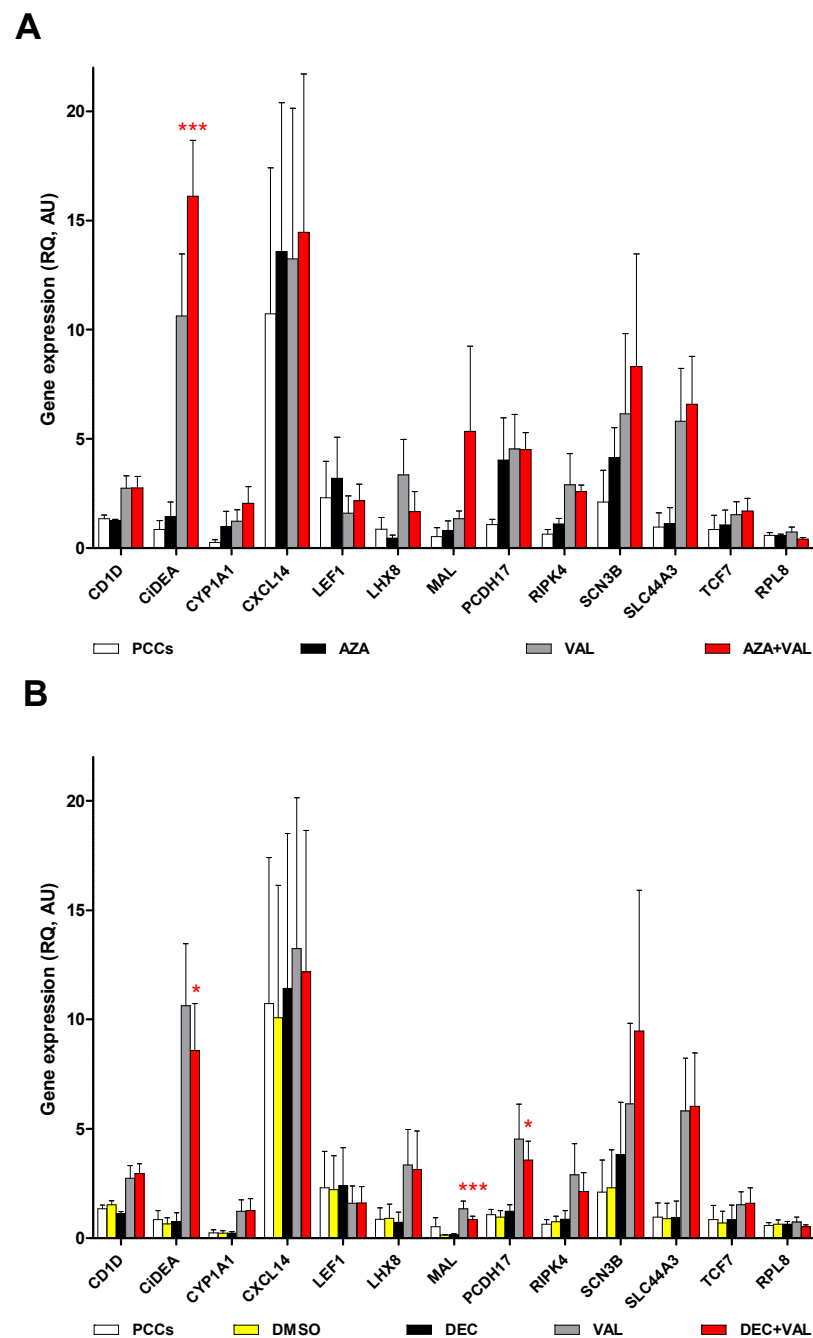 A
Gene expression (RQ, AU)
20
15
10
5
0
***
CD1D
CiDEA
CYP1A1
CXCL14
LEF1
LHX8
MAL
PCDH17
RIPK4
SCN3B
SLC44A3
TCF7
RPL8
PCCs AZA VAL AZA+VAL
B
Gene expression (RQ, AU)
20
15
10
5
0
*
***
*
CD1D
CiDEA
CYP1A1
CXCL14
LEF1
LHX8
MAL
PCDH17
RIPK4
SCN3B
SLC44A3
TCF7
RPL8
PCCs DMSO DEC VAL DEC+VAL